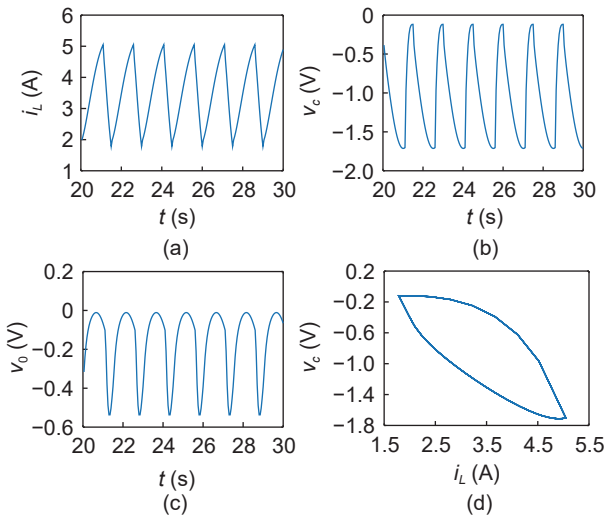 6
5
4
3
2
1
i_L (A)
20 22 24 26 28 30
t (s)
(a)
0
−0.5
−1.0
−1.5
−2.0
v_c (V)
20 22 24 26 28 30
t (s)
(b)
0.2
0
−0.2
−0.4
−0.6
v_0 (V)
20 22 24 26 28 30
t (s)
(c)
0.2
−0.2
−0.6
−1.0
−1.4
−1.8
v_c (V)
1.5 2.5 3.5 4.5 5.5
i_L (A)
(d)